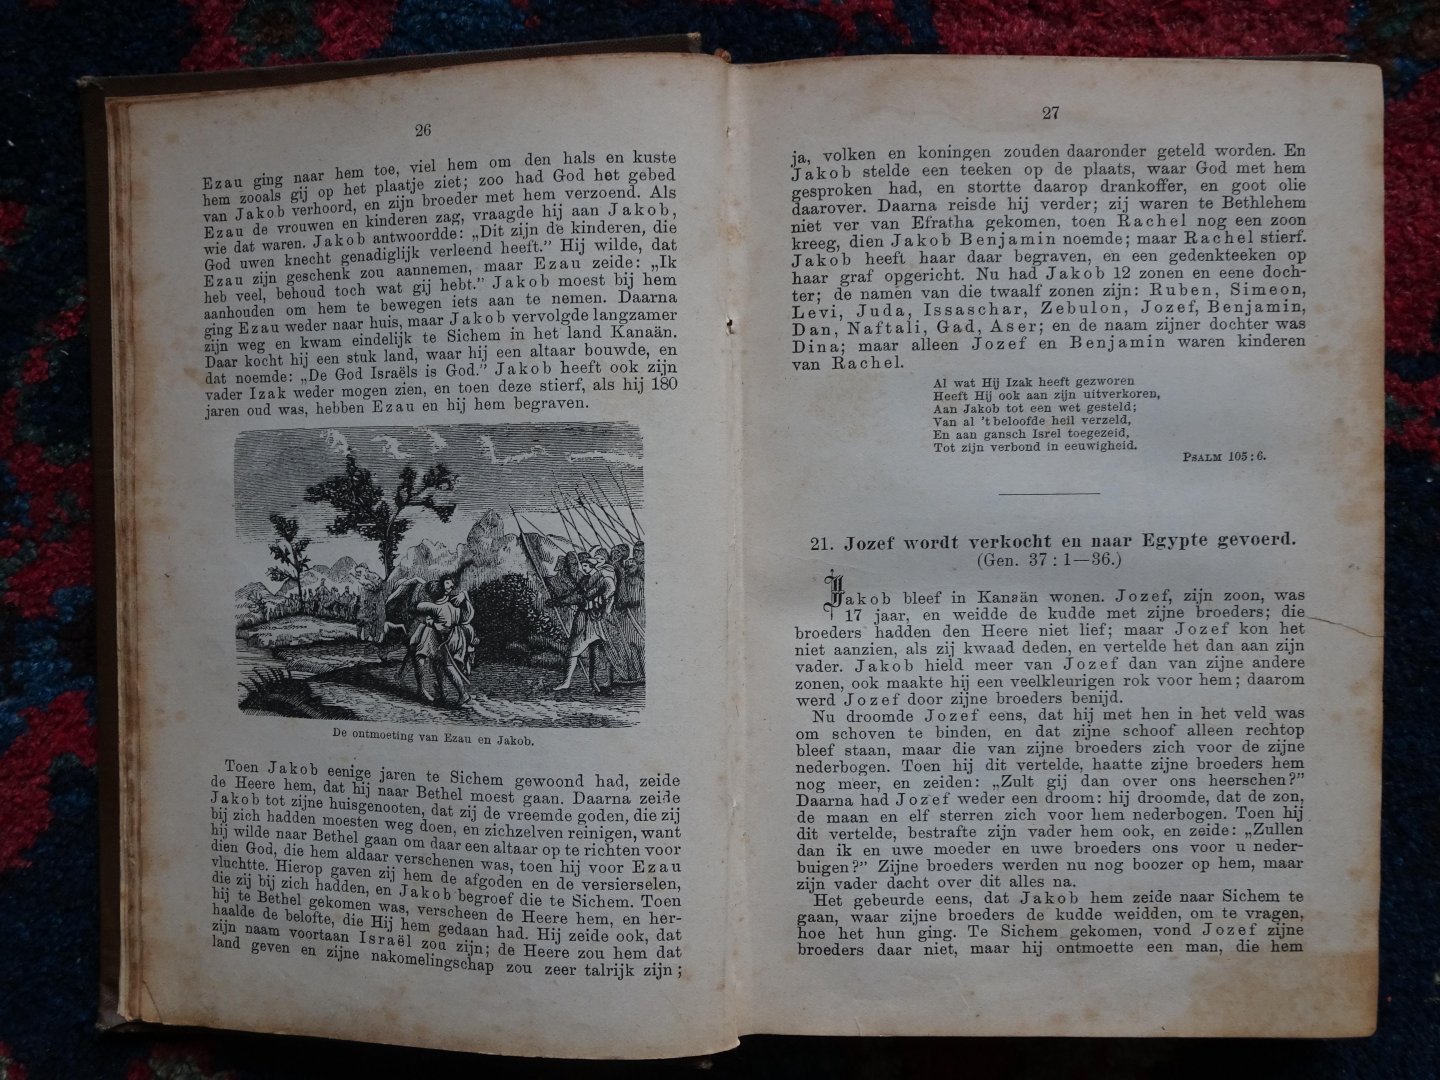 26
Ezau ging naar hem toe, viel hem om den hals en kuste
hem zooals gij op het plaatje ziet; zoo had God het gebed
van Jakob verhoord, en zijn broeder met hem verzoend. Als
Ezau de vrouwen en kinderen zag, vraagde hij aan Jakob,
wie dat waren. Jakob antwoordde: „Dit zijn de kinderen, die
God uwen knecht genadiglijk verleend heeft.” Hij wilde, dat
Ezau zijn geschenk zou aannemen, maar Ezau zeide: „Ik
heb veel, behoud toch wat gij hebt.” Jakob moest bij hem
aanhouden om hem te bewegen iets aan te nemen. Daarna
ging Ezau weder naar huis, maar Jakob vervolgde langzamer
zijn weg en kwam eindelijk te Sichem in het land Kanaän.
Daar kocht hij een stuk land, waar hij een altaar bouwde, en
dat noemde: „De God Israëls is God.” Jakob heeft ook zijn
vader Izak weder mogen zien, en toen deze stierf, als hij 180
jaren oud was, hebben Ezau en hij hem begraven.
De ontmoeting van Ezau en Jakob.
Toen Jakob eenige jaren te Sichem gewoond had, zeide
de Heere hem, dat hij naar Bethel moest gaan. Daarna zeide
Jakob tot zijne huisgenooten, dat zij de vreemde goden, die zij
bij zich hadden moesten weg doen, en zichzelven reinigen, want
hij wilde naar Bethel gaan om daar een altaar op te richten voor
dien God, die hem aldaar verschenen was, toen hij voor Ezau
vluchtte. Hierop gaven zij hem de afgoden en de versierselen,
die zij bij zich hadden, en Jakob begroef die te Sichem. Toen
hij te Bethel gekomen was, verscheen de Heere hem, en her-
haalde de belofte, die Hij hem gedaan had. Hij zeide ook, dat
zijn naam voortaan Israël zou zijn; de Heere zou hem dat
land geven en zijne nakomelingschap zou zeer talrijk zijn;
27
ja, volken en koningen zouden daaronder geteld worden. En
Jakob stelde een teeken op de plaats, waar God met hem
gesproken had, en stortte daarop drankoffer, en goot olie
daarover. Daarna reisde hij verder; zij waren te Bethlehem
niet ver van Efratha gekomen, toen Rachel nog een zoon
kreeg, dien Jakob Benjamin noemde; maar Rachel stierf.
Jakob heeft haar daar begraven, en een gedenkteeken op
haar graf opgericht. Nu had Jakob 12 zonen en eene doch-
ter; de namen van die twaalf zonen zijn: Ruben, Simeon,
Levi, Juda, Issaschar, Zebulon, Jozef, Benjamin,
Dan, Naftali, Gad, Aser; en de naam zijner dochter was
Dina; maar alleen Jozef en Benjamin waren kinderen
van Rachel.
Al wat Hij Izak heeft gezworen
Heeft Hij ook aan zijn uitverkoren,
Aan Jakob tot een wet gesteld;
Van al 't beloofde heil verzeld,
En aan gansch Isrel toegezeid,
Tot zijn verbond in eeuwigheid.
Psalm 105:6.
21. Jozef wordt verkocht en naar Egypte gevoerd.
(Gen. 37:1—36.)
Jakob bleef in Kanaän wonen. Jozef, zijn zoon, was
17 jaar, en weidde de kudde met zijne broeders; die
broeders hadden den Heere niet lief; maar Jozef kon het
niet aanzien, als zij kwaad deden, en vertelde het dan aan zijn
vader. Jakob hield meer van Jozef dan van zijne andere
zonen, ook maakte hij een veelkleurigen rok voor hem; daarom
werd Jozef door zijne broeders benijd.
Nu droomde Jozef eens, dat hij met hen in het veld was
om schoven te binden, en dat zijne schoof alleen rechtop
bleef staan, maar die van zijne broeders zich voor de zijne
nederbogen. Toen hij dit vertelde, haatte zijne broeders hem
nog meer, en zeiden: „Zult gij dan over ons heerschen?”
Daarna had Jozef weder een droom: hij droomde, dat de zon,
de maan en elf sterren zich voor hem nederbogen. Toen hij
dit vertelde, bestrafte zijn vader hem ook, en zeide: „Zullen
dan ik en uwe moeder en uwe broeders ons voor u neder-
buigen?” Zijne broeders werden nu nog boozer op hem, maar
zijn vader dacht over dit alles na.
Het gebeurde eens, dat Jakob hem zeide naar Sichem te
gaan, waar zijne broeders de kudde weidden, om te vragen,
hoe het hun ging. Te Sichem gekomen, vond Jozef zijne
broeders daar niet, maar hij ontmoette een man, die hem